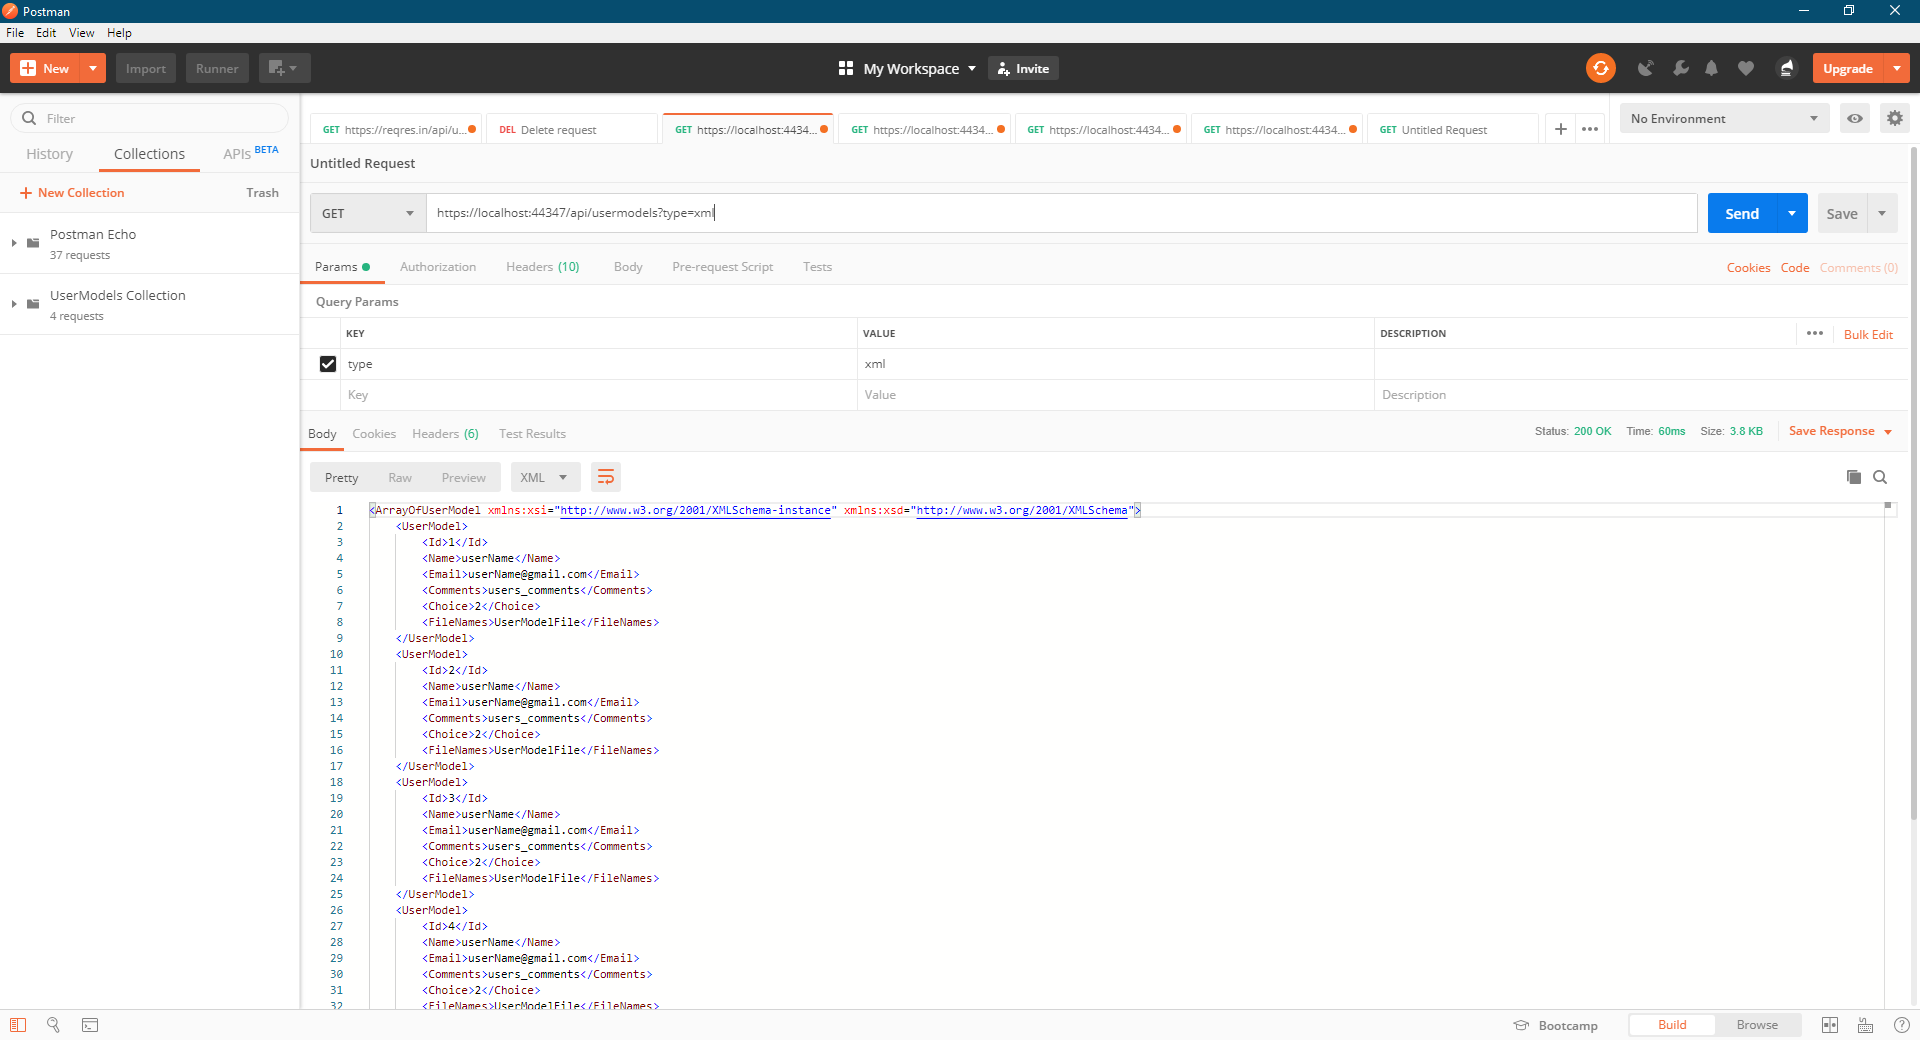 Postman
File Edit View Help
New Import Runner My Workspace Invite Upgrade
Filter
History Collections APIs BETA
New Collection Trash
Postman Echo
37 requests
UserModels Collection
4 requests
GET https://reqres.in/api/u... DEL Delete request GET https://localhost:4434... GET https://localhost:4434... GET https://localhost:4434... GET https://localhost:4434... GET Untitled Request
No Environment
Untitled Request
GET https://localhost:44347/api/usermodels?type=xml Send Save
Params Authorization Headers (10) Body Pre-request Script Tests Cookies Code Comments (0)
Query Params
KEY VALUE DESCRIPTION Bulk Edit
type xml
Key Value Description
Body Cookies Headers (6) Test Results Status: 200 OK Time: 60ms Size: 3.8 KB Save Response
Pretty Raw Preview XML
1 <ArrayOfUserModel xmlns:xsi="http://www.w3.org/2001/XMLSchema-instance" xmlns:xsd="http://www.w3.org/2001/XMLSchema">
2 <UserModel>
3 <Id>1</Id>
4 <Name>userName</Name>
5 <Email>userName@gmail.com</Email>
6 <Comments>users_comments</Comments>
7 <Choice>2</Choice>
8 <FileNames>UserModelFile</FileNames>
9 </UserModel>
10 <UserModel>
11 <Id>2</Id>
12 <Name>userName</Name>
13 <Email>userName@gmail.com</Email>
14 <Comments>users_comments</Comments>
15 <Choice>2</Choice>
16 <FileNames>UserModelFile</FileNames>
17 </UserModel>
18 <UserModel>
19 <Id>3</Id>
20 <Name>userName</Name>
21 <Email>userName@gmail.com</Email>
22 <Comments>users_comments</Comments>
23 <Choice>2</Choice>
24 <FileNames>UserModelFile</FileNames>
25 </UserModel>
26 <UserModel>
27 <Id>4</Id>
28 <Name>userName</Name>
29 <Email>userName@gmail.com</Email>
30 <Comments>users_comments</Comments>
31 <Choice>2</Choice>
32 <FileNames>UserModelFile</FileNames>
Bootcamp Build Browse